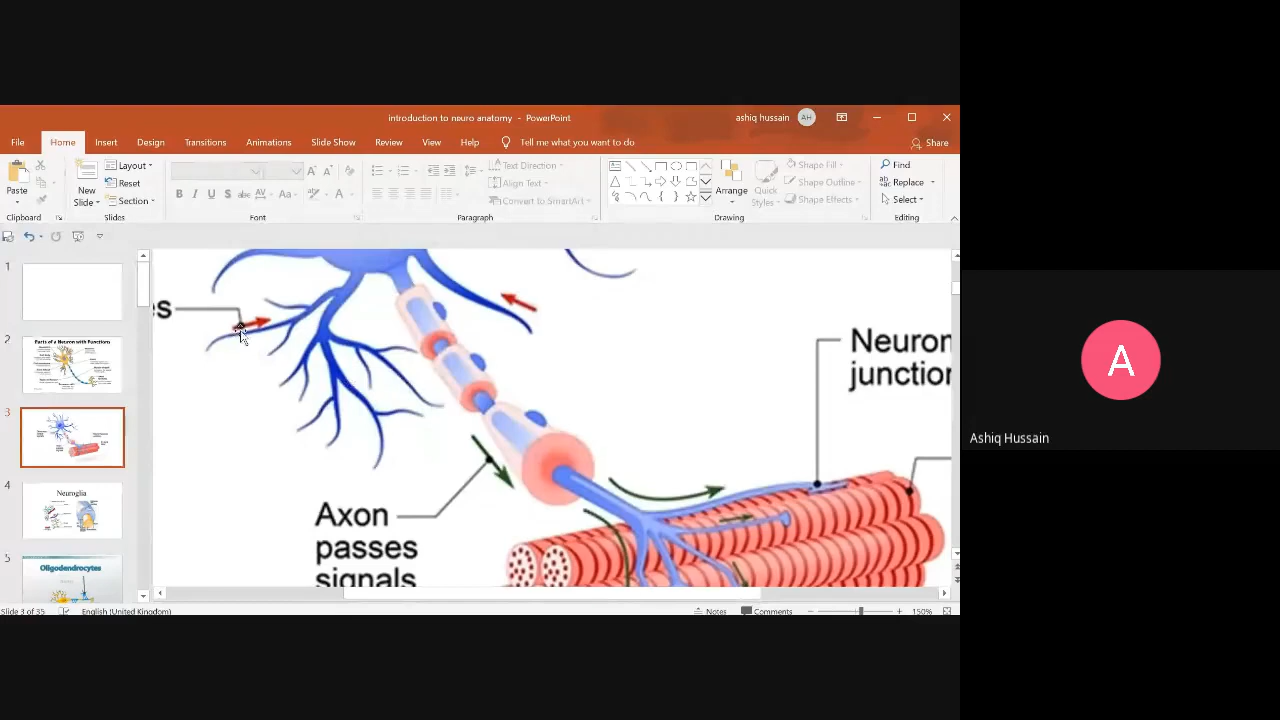 introduction to neuro anatomy - PowerPoint
ashiq hussain
AH
File
Home
Insert
Design
Transitions
Animations
Slide Show
Review
View
Help
Tell me what you want to do
Share
Paste
New
Slide
Layout
Reset
Section
B I U S abc AV Aa A
Text Direction
Align Text
Convert to SmartArt
Arrange
Quick
Styles
Shape Fill
Shape Outline
Shape Effects
Find
Replace
Select
Clipboard
Slides
Font
Paragraph
Drawing
Editing
1
2
Parts of a Neuron with Functions
3
4
Neuroglia
5
Oligodendrocytes
s
Neuron
junction
Axon
passes
signals
A
Ashiq Hussain
Slide 3 of 35
English (United Kingdom)
Notes
Comments
150%